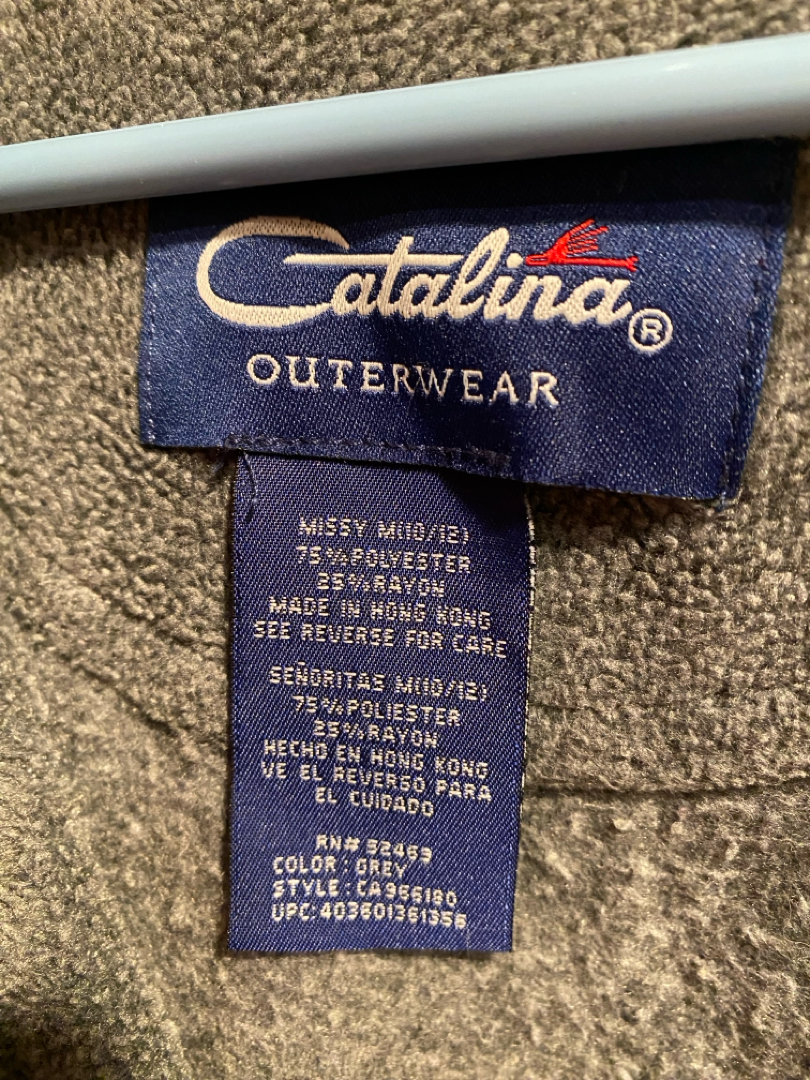 Catalina®
OUTERWEAR
MISSY M(10/12)
75%POLYESTER
25%RAYON
MADE IN HONG KONG
SEE REVERSE FOR CARE
SEÑORITAS M(10/12)
75%POLIESTER
25%RAYON
HECHO EN HONG KONG
VE EL REVERSO PARA
EL CUIDADO
RN# 52469
COLOR : GREY
STYLE : CA966180
UPC: 403601361356